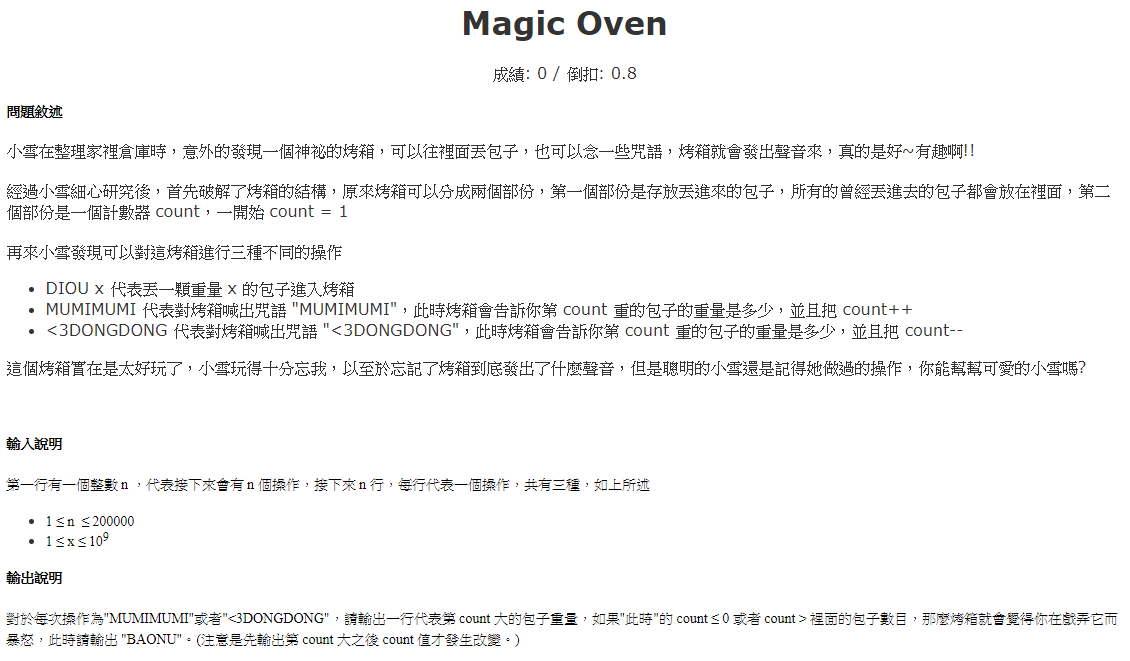 Magic Oven
成績: 0 / 倒扣: 0.8
問題敘述
小雪在整理家裡倉庫時，意外的發現一個神祕的烤箱，可以往裡面丟包子，也可以念一些咒語，烤箱就會發出聲音來，真的是好~有趣啊!!
經過小雪細心研究後，首先破解了烤箱的結構，原來烤箱可以分成兩個部份，第一個部份是存放丟進來的包子，所有的曾經丟進去的包子都會放在裡面，第二
個部份是一個計數器 count，一開始 count = 1
再來小雪發現可以對這烤箱進行三種不同的操作
• DIOU x 代表丟一顆重量 x 的包子進入烤箱
• MUMIMUMI 代表對烤箱喊出咒語 "MUMIMUMI"，此時烤箱會告訴你第 count 重的包子的重量是多少，並且把 count++
• <3DONGDONG 代表對烤箱喊出咒語 "<3DONGDONG"，此時烤箱會告訴你第 count 重的包子的重量是多少，並且把 count--
這個烤箱實在是太好玩了，小雪玩得十分忘我，以至於忘記了烤箱到底發出了什麼聲音，但是聰明的小雪還是記得她做過的操作，你能幫幫可愛的小雪嗎?
輸入說明
第一行有一個整數 n ，代表接下來會有 n 個操作，接下來 n 行，每行代表一個操作，共有三種，如上所述
• 1 ≤ n ≤ 200000
• 1 ≤ x ≤ 10⁹
輸出說明
對於每次操作為"MUMIMUMI"或者"<3DONGDONG"，請輸出一行代表第 count 大的包子重量，如果"此時"的 count ≤ 0 或者 count > 裡面的包子數目，那麼烤箱就會覺得你在戲弄它而
暴怒，此時請輸出 "BAONU"。(注意是先輸出第 count 大之後 count 值才發生改變。)